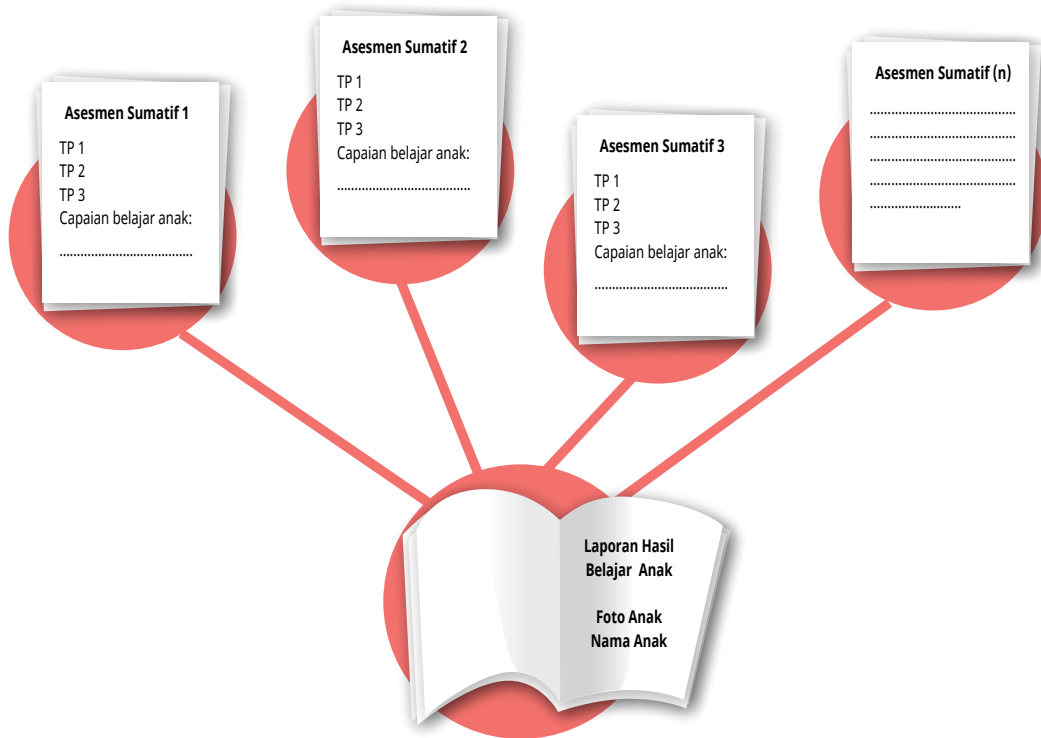 Asesmen Sumatif 1
TP 1
TP 2
TP 3
Capaian belajar anak:
......................................
Asesmen Sumatif 2
TP 1
TP 2
TP 3
Capaian belajar anak:
......................................
Asesmen Sumatif 3
TP 1
TP 2
TP 3
Capaian belajar anak:
......................................
Asesmen Sumatif (n)
..........................................
..........................................
..........................................
..........................................
..........................
Laporan Hasil
Belajar Anak
Foto Anak
Nama Anak